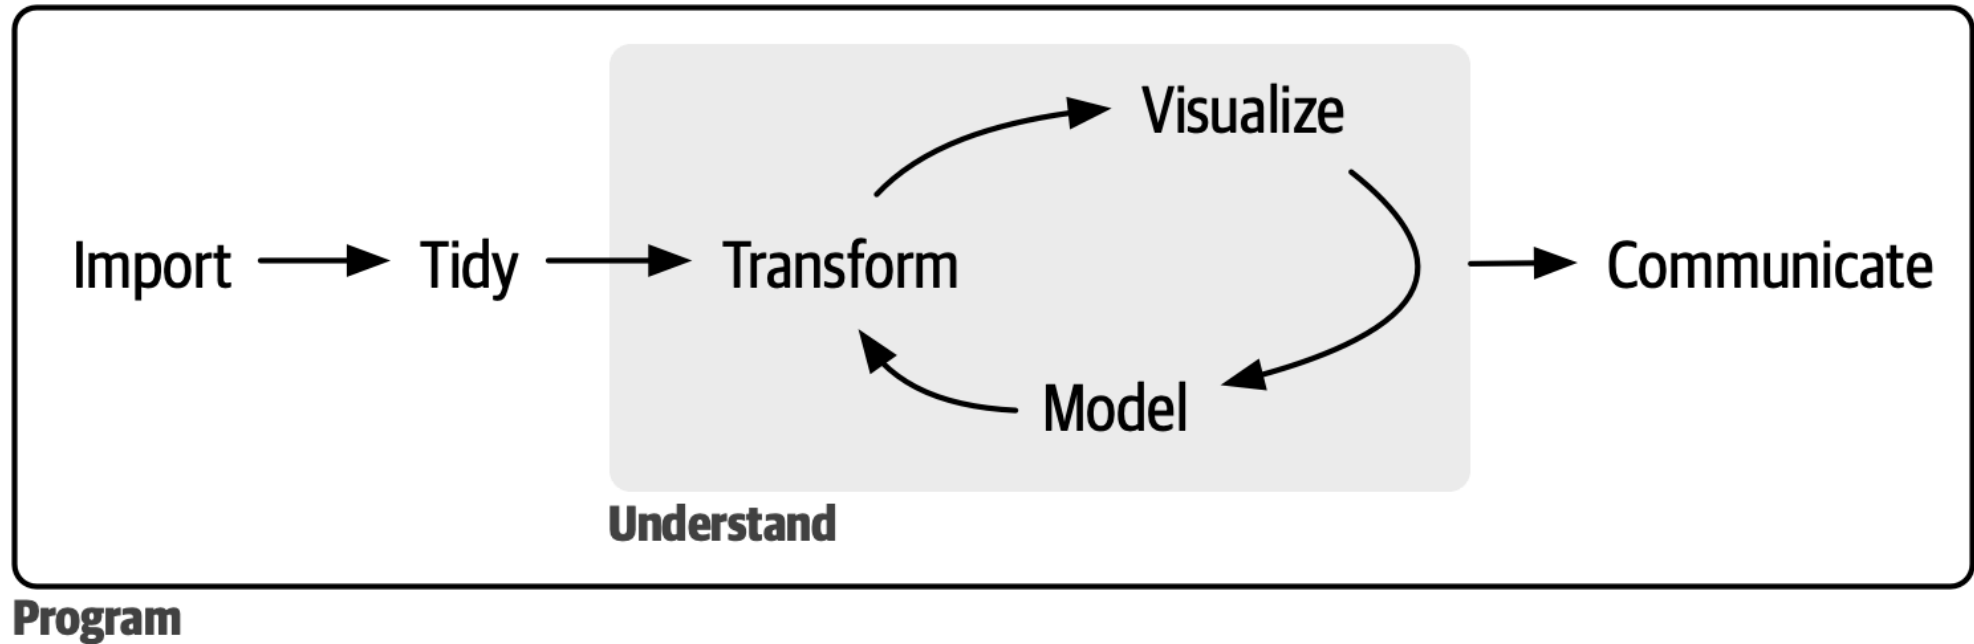 Visualize
Import
Tidy
Transform
Communicate
Model
Understand
Program